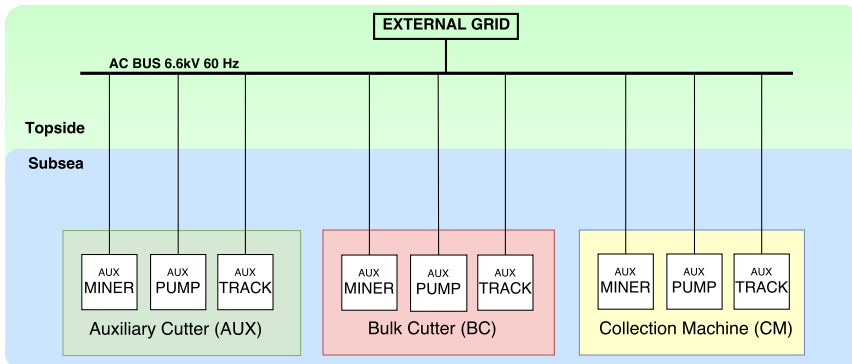 EXTERNAL GRID
AC BUS 6.6kV 60 Hz
Topside
Subsea
AUX
MINER
AUX
PUMP
AUX
TRACK
Auxiliary Cutter (AUX)
AUX
MINER
AUX
PUMP
AUX
TRACK
Bulk Cutter (BC)
AUX
MINER
AUX
PUMP
AUX
TRACK
Collection Machine (CM)